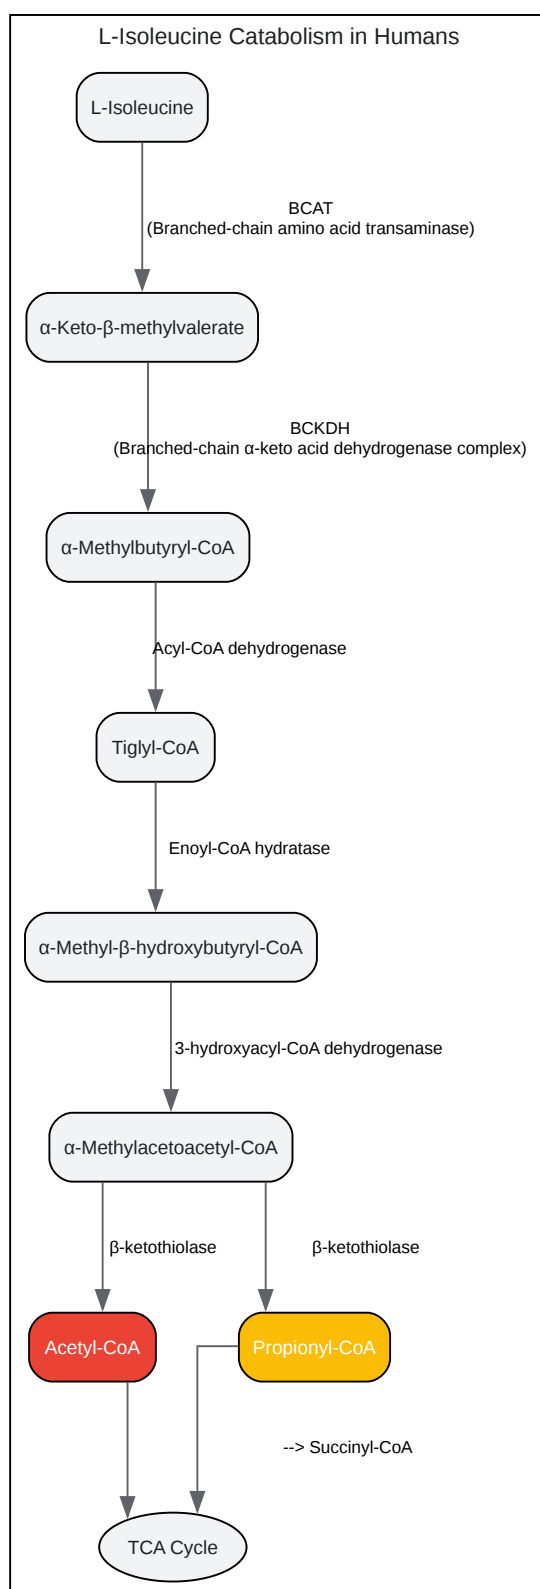 L-Isoleucine Catabolism in Humans
L-Isoleucine
BCAT
(Branched-chain amino acid transaminase)
α-Keto-β-methylvalerate
BCKDH
(Branched-chain α-keto acid dehydrogenase complex)
α-Methylbutyryl-CoA
Acyl-CoA dehydrogenase
Tiglyl-CoA
Enoyl-CoA hydratase
α-Methyl-β-hydroxybutyryl-CoA
3-hydroxyacyl-CoA dehydrogenase
α-Methylacetoacetyl-CoA
β-ketothiolase
β-ketothiolase
Acetyl-CoA
Propionyl-CoA
--> Succinyl-CoA
TCA Cycle